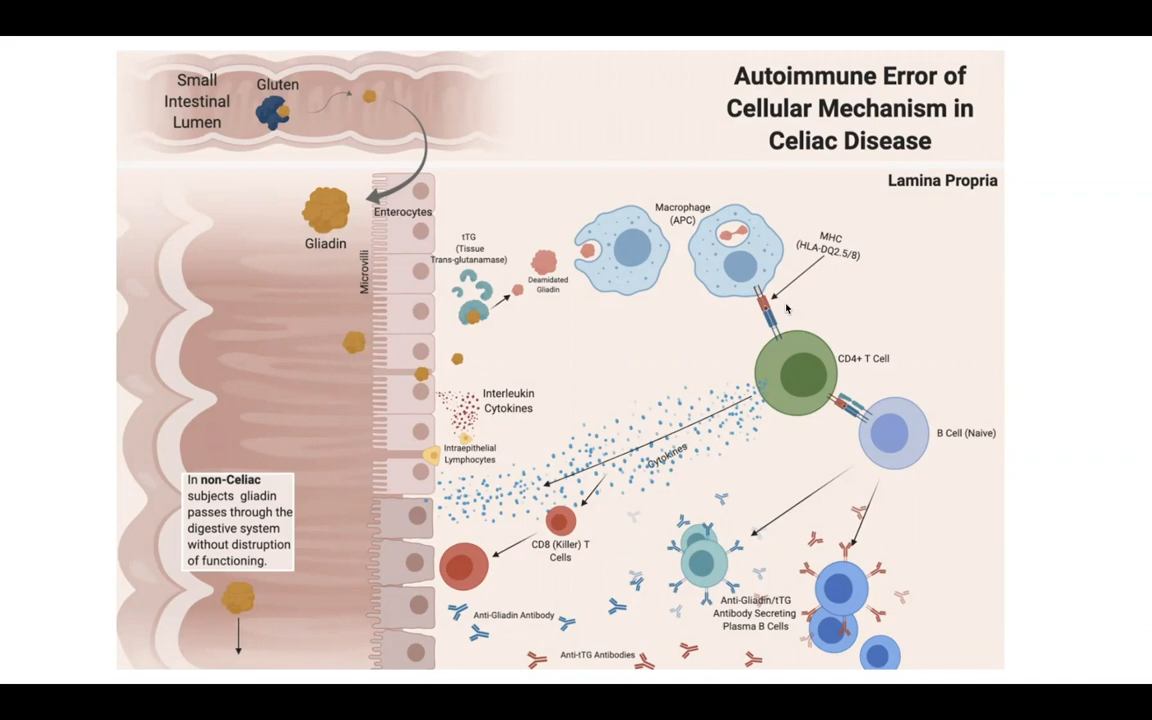 Small
Intestinal
Lumen
Gluten
Autoimmune Error of
Cellular Mechanism in
Celiac Disease
Lamina Propria
Gliadin
Enterocytes
Microvilli
tTG
(Tissue
Trans-glutanamase)
Deamidated
Gliadin
Macrophage
(APC)
MHC
(HLA-DQ2.5/8)
CD4+ T Cell
B Cell (Naive)
Interleukin
Cytokines
Intraepithelial
Lymphocytes
Cytokines
In non-Celiac
subjects gliadin
passes through the
digestive system
without distruption
of functioning.
CD8 (Killer) T
Cells
Anti-Gliadin Antibody
Anti-tTG Antibodies
Anti-Gliadin/tTG
Antibody Secreting
Plasma B Cells